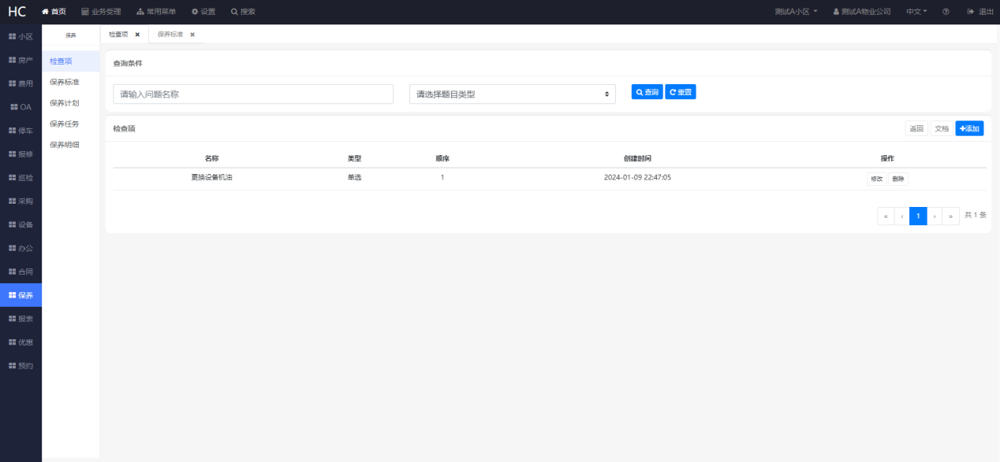 HC 首页 业务受理 常用菜单 设置 搜索 测试A小区 测试A物业公司 中文 退出
小区
房产
费用
OA
停车
报修
巡检
采购
设备
办公
合同
保养
报表
优惠
预约
保养
检查项
保养标准
保养计划
保养任务
保养明细
检查项 × 保养标准 ×
查询条件
请输入问题名称 请选择题目类型 查询 重置
检查项 返回 文档 +添加
名称 类型 顺序 创建时间 操作
更换设备机油 单选 1 2024-01-09 22:47:05 修改 删除
« ‹ 1 › » 共 1 条